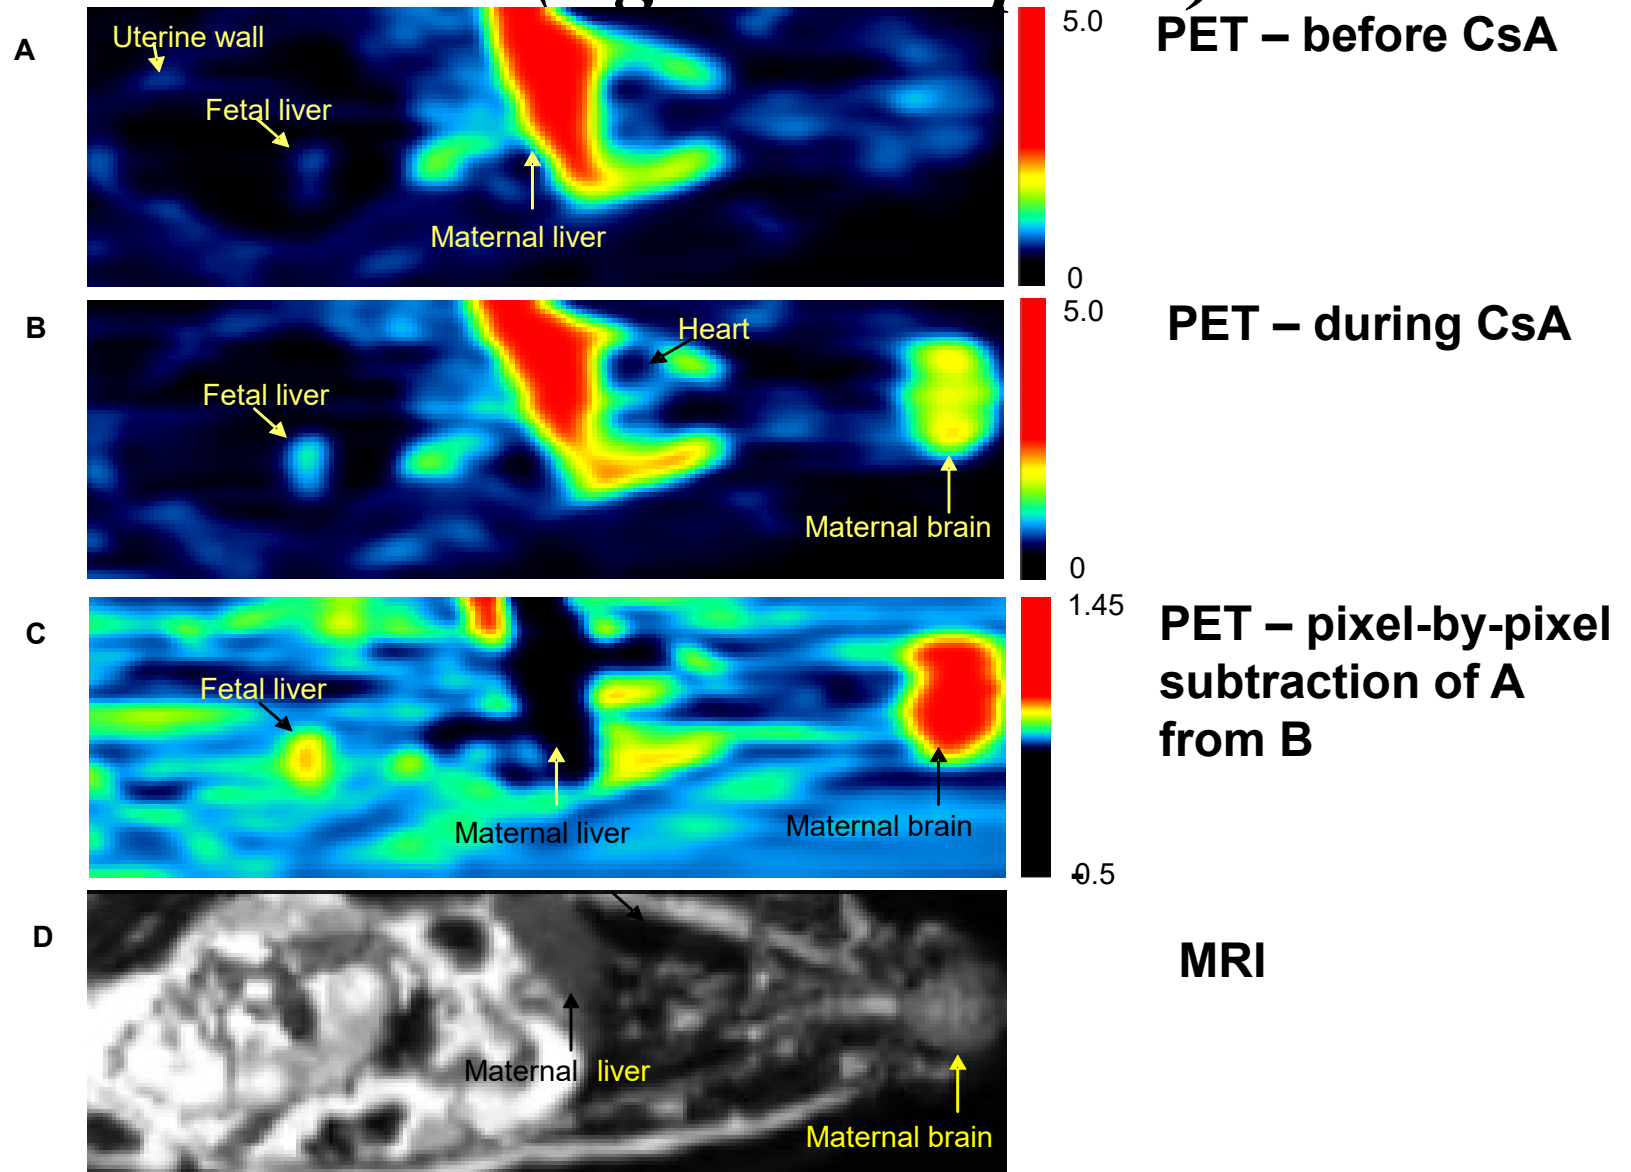 A
Uterine wall
Fetal liver
Maternal liver
5.0
0
PET – before CsA
B
Heart
Fetal liver
Maternal brain
5.0
0
PET – during CsA
C
Fetal liver
Maternal liver
Maternal brain
1.45
-0.5
PET – pixel-by-pixel
subtraction of A
from B
D
Maternal liver
Maternal brain
MRI